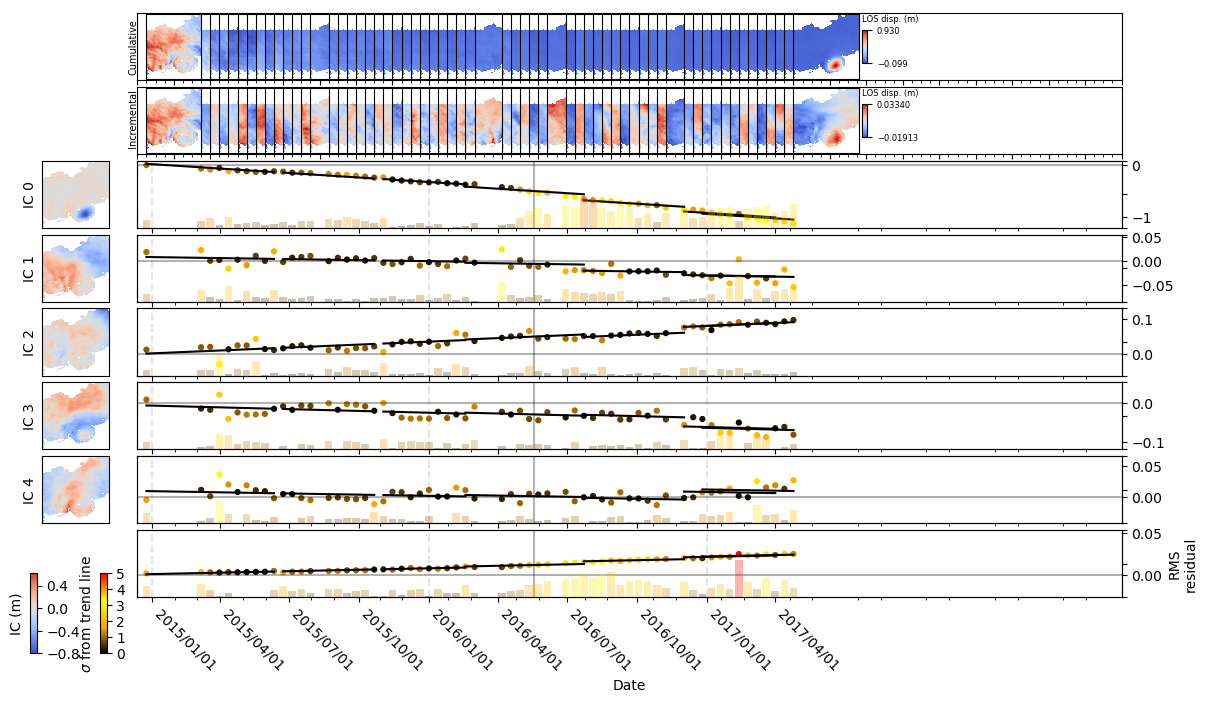 Cumulative
LOS disp. (m)
0.930
−0.099
Incremental
LOS disp. (m)
0.03340
−0.01913
IC 0
0
−1
IC 1
0.05
0.00
−0.05
IC 2
0.1
0.0
IC 3
0.0
−0.1
IC 4
0.05
0.00
0.05
0.00
RMS
residual
IC (m)
0.4
0.0
−0.4
−0.8
σ from trend line
5
4
3
2
1
0
2015/01/01
2015/04/01
2015/07/01
2015/10/01
2016/01/01
2016/04/01
2016/07/01
2016/10/01
2017/01/01
2017/04/01
Date